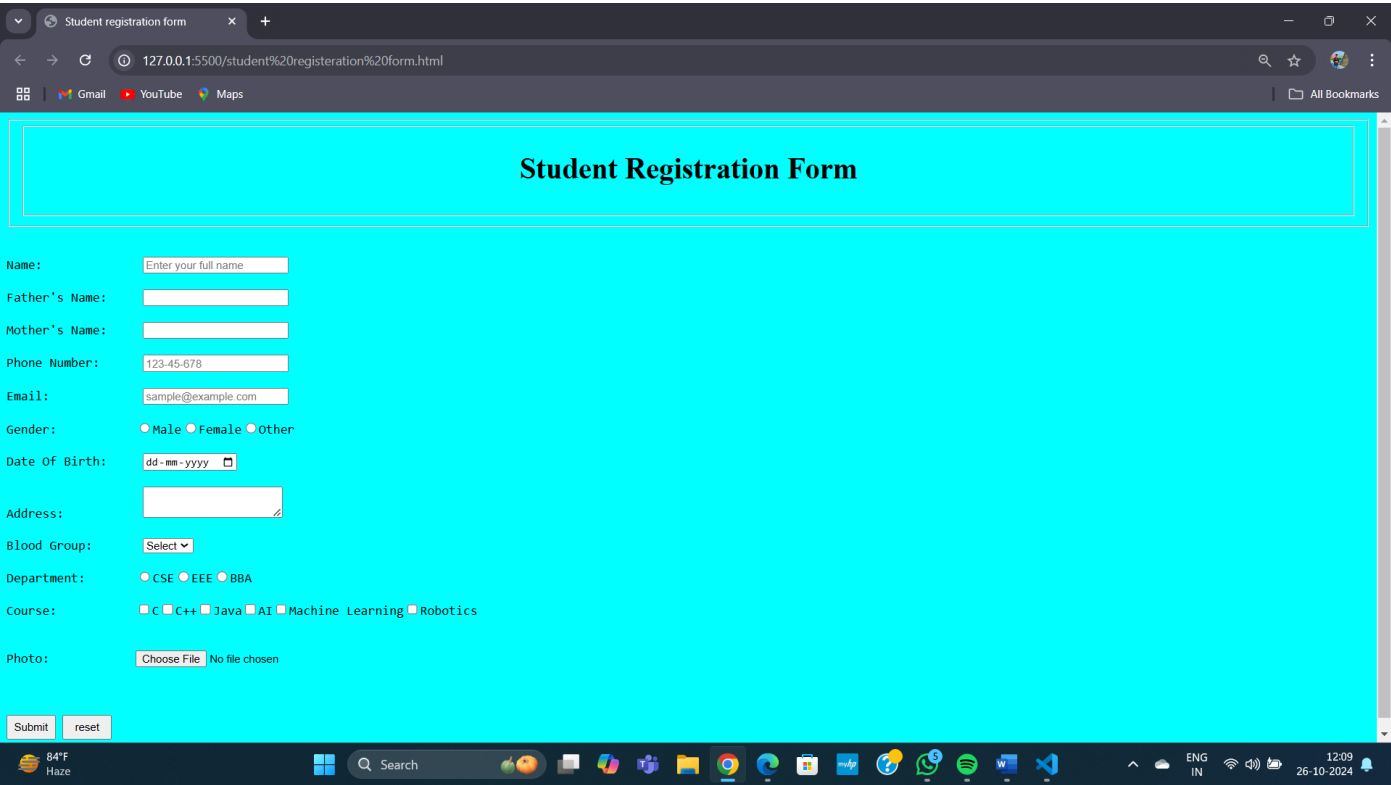 Student registration form
127.0.0.1:5500/student%20registeration%20form.html
Gmail YouTube Maps All Bookmarks
Student Registration Form
Name: Enter your full name
Father's Name:
Mother's Name:
Phone Number: 123-45-678
Email: sample@example.com
Gender: Male Female Other
Date Of Birth: dd-mm-yyyy
Address:
Blood Group: Select
Department: CSE EEE BBA
Course: C C++ Java AI Machine Learning Robotics
Photo: Choose File No file chosen
Submit reset
84°F
Haze
Search
myhp
5
ENG
IN
12:09
26-10-2024